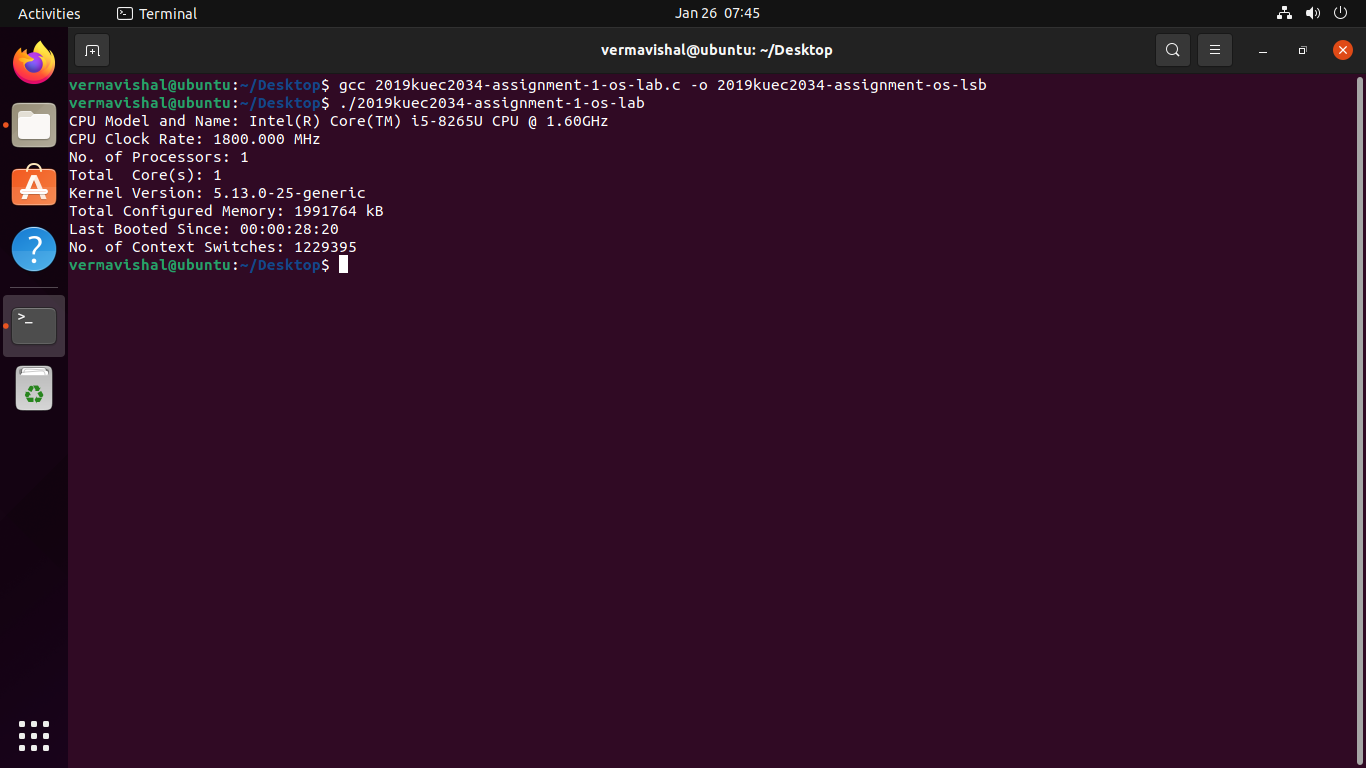 Activities
Terminal
Jan 26 07:45
vermavishal@ubuntu: ~/Desktop
vermavishal@ubuntu:~/Desktop$ gcc 2019kuec2034-assignment-1-os-lab.c -o 2019kuec2034-assignment-os-lsb
vermavishal@ubuntu:~/Desktop$ ./2019kuec2034-assignment-1-os-lab
CPU Model and Name: Intel(R) Core(TM) i5-8265U CPU @ 1.60GHz
CPU Clock Rate: 1800.000 MHz
No. of Processors: 1
Total  Core(s): 1
Kernel Version: 5.13.0-25-generic
Total Configured Memory: 1991764 kB
Last Booted Since: 00:00:28:20
No. of Context Switches: 1229395
vermavishal@ubuntu:~/Desktop$